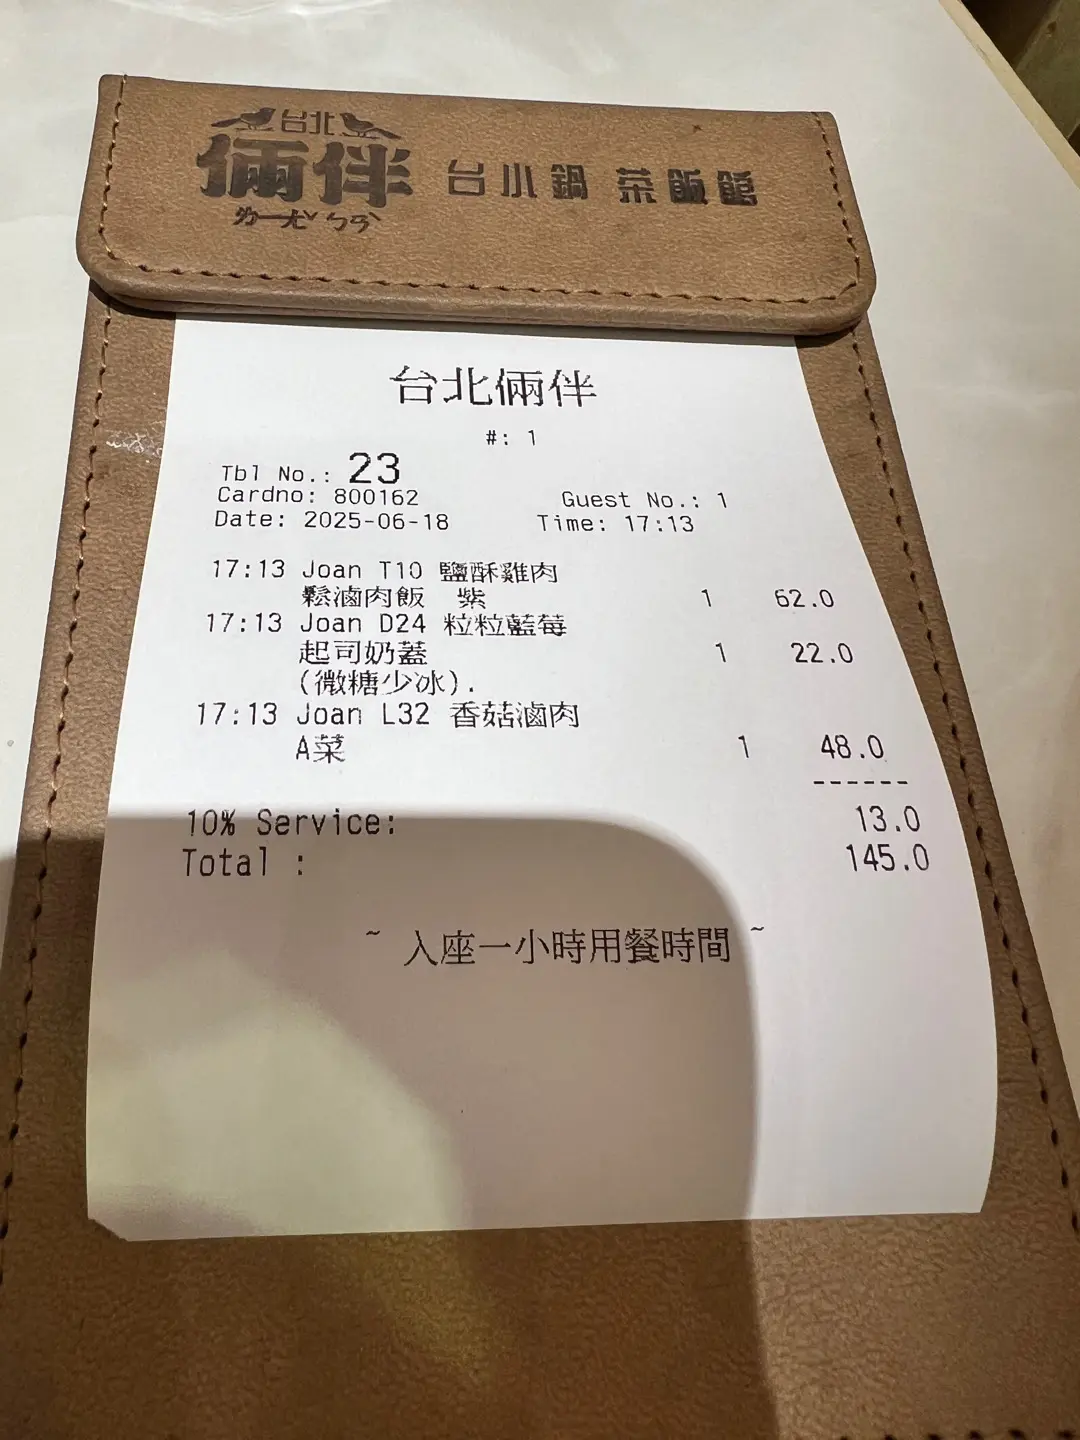 台北
倆伴 台小鍋 茶飯館
ㄌㄧㄤˇ ㄅㄢˋ
台北倆伴
#: 1
Tbl No.: 23
Cardno: 800162 Guest No.: 1
Date: 2025-06-18 Time: 17:13
17:13 Joan T10 鹽酥雞肉
鬆滷肉飯 紫 1 62.0
17:13 Joan D24 粒粒藍莓
起司奶蓋 1 22.0
(微糖少冰).
17:13 Joan L32 香菇滷肉
A菜 1 48.0
------
10% Service: 13.0
Total : 145.0
~ 入座一小時用餐時間 ~